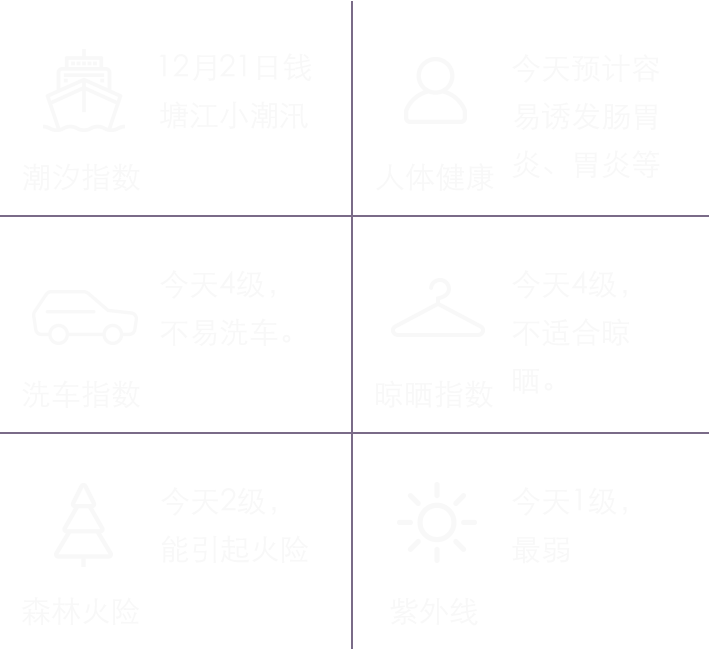 12月21日钱
塘江小潮汛
潮汐指数
今天预计容
易诱发肠胃
炎、胃炎等
人体健康
今天4级，
不易洗车。
洗车指数
今天4级，
不适合晾
晒。
晾晒指数
今天2级，
能引起火险
森林火险
今天1级，
最弱
紫外线